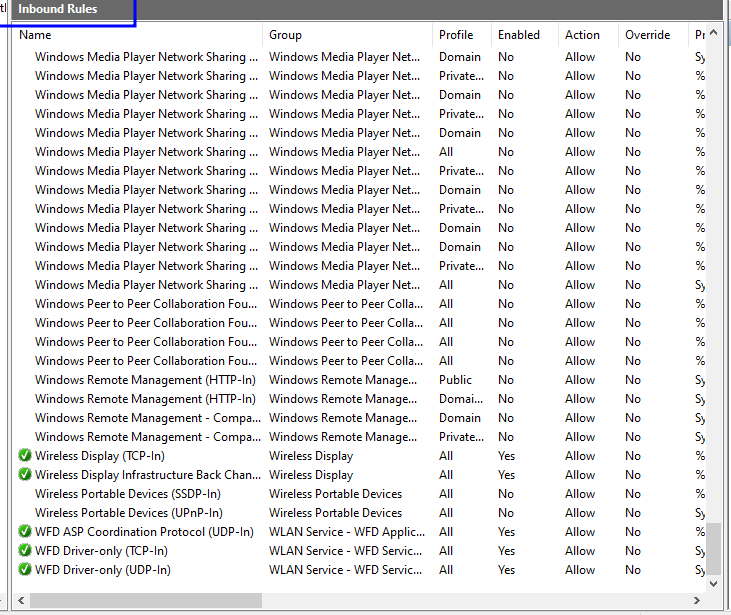 Inbound Rules
Name Group Profile Enabled Action Override
Windows Media Player Network Sharing ... Windows Media Player Net... Domain No Allow No Sy
Windows Media Player Network Sharing ... Windows Media Player Net... Private... No Allow No %
Windows Media Player Network Sharing ... Windows Media Player Net... Domain No Allow No %
Windows Media Player Network Sharing ... Windows Media Player Net... Private... No Allow No %
Windows Media Player Network Sharing ... Windows Media Player Net... Domain No Allow No %
Windows Media Player Network Sharing ... Windows Media Player Net... All No Allow No %
Windows Media Player Network Sharing ... Windows Media Player Net... Private... No Allow No %
Windows Media Player Network Sharing ... Windows Media Player Net... Domain No Allow No %
Windows Media Player Network Sharing ... Windows Media Player Net... Private... No Allow No %
Windows Media Player Network Sharing ... Windows Media Player Net... Domain No Allow No %
Windows Media Player Network Sharing ... Windows Media Player Net... Domain No Allow No %
Windows Media Player Network Sharing ... Windows Media Player Net... Private... No Allow No %
Windows Media Player Network Sharing ... Windows Media Player Net... All No Allow No Sy
Windows Peer to Peer Collaboration Fou... Windows Peer to Peer Colla... All No Allow No %
Windows Peer to Peer Collaboration Fou... Windows Peer to Peer Colla... All No Allow No %
Windows Peer to Peer Collaboration Fou... Windows Peer to Peer Colla... All No Allow No %
Windows Peer to Peer Collaboration Fou... Windows Peer to Peer Colla... All No Allow No %
Windows Remote Management (HTTP-In) Windows Remote Manage... Public No Allow No Sy
Windows Remote Management (HTTP-In) Windows Remote Manage... Domai... No Allow No Sy
Windows Remote Management - Compa... Windows Remote Manage... Domain No Allow No Sy
Windows Remote Management - Compa... Windows Remote Manage... Private... No Allow No Sy
Wireless Display (TCP-In) Wireless Display All Yes Allow No %
Wireless Display Infrastructure Back Chan... Wireless Display All Yes Allow No %
Wireless Portable Devices (SSDP-In) Wireless Portable Devices All No Allow No %
Wireless Portable Devices (UPnP-In) Wireless Portable Devices All No Allow No Sy
WFD ASP Coordination Protocol (UDP-In) WLAN Service - WFD Applic... All Yes Allow No %
WFD Driver-only (TCP-In) WLAN Service - WFD Servic... All Yes Allow No Sy
WFD Driver-only (UDP-In) WLAN Service - WFD Servic... All Yes Allow No Sy